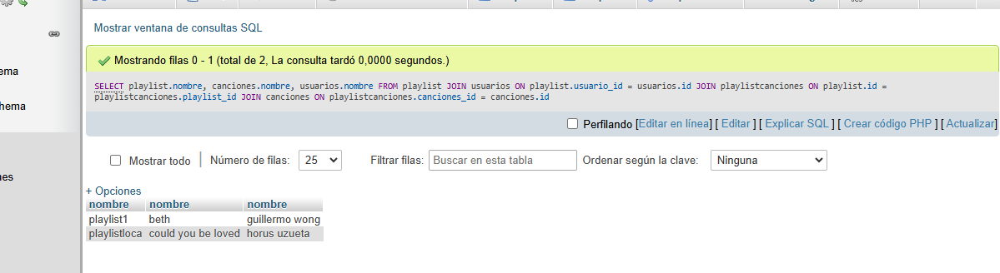 Mostrar ventana de consultas SQL
ema
Mostrando filas 0 - 1 (total de 2, La consulta tardó 0,0000 segundos.)
SELECT playlist.nombre, canciones.nombre, usuarios.nombre FROM playlist JOIN usuarios ON playlist.usuario_id = usuarios.id JOIN playlistcanciones ON playlist.id =
playlistcanciones.playlist_id JOIN canciones ON playlistcanciones.canciones_id = canciones.id
hema
Perfilando [Editar en línea] [ Editar ] [ Explicar SQL ] [ Crear código PHP ] [ Actualizar]
Mostrar todo | Número de filas: 25 Filtrar filas: Buscar en esta tabla Ordenar según la clave: Ninguna
nes
+ Opciones
nombre nombre nombre
playlist1 beth guillermo wong
playlistloca could you be loved horus uzueta